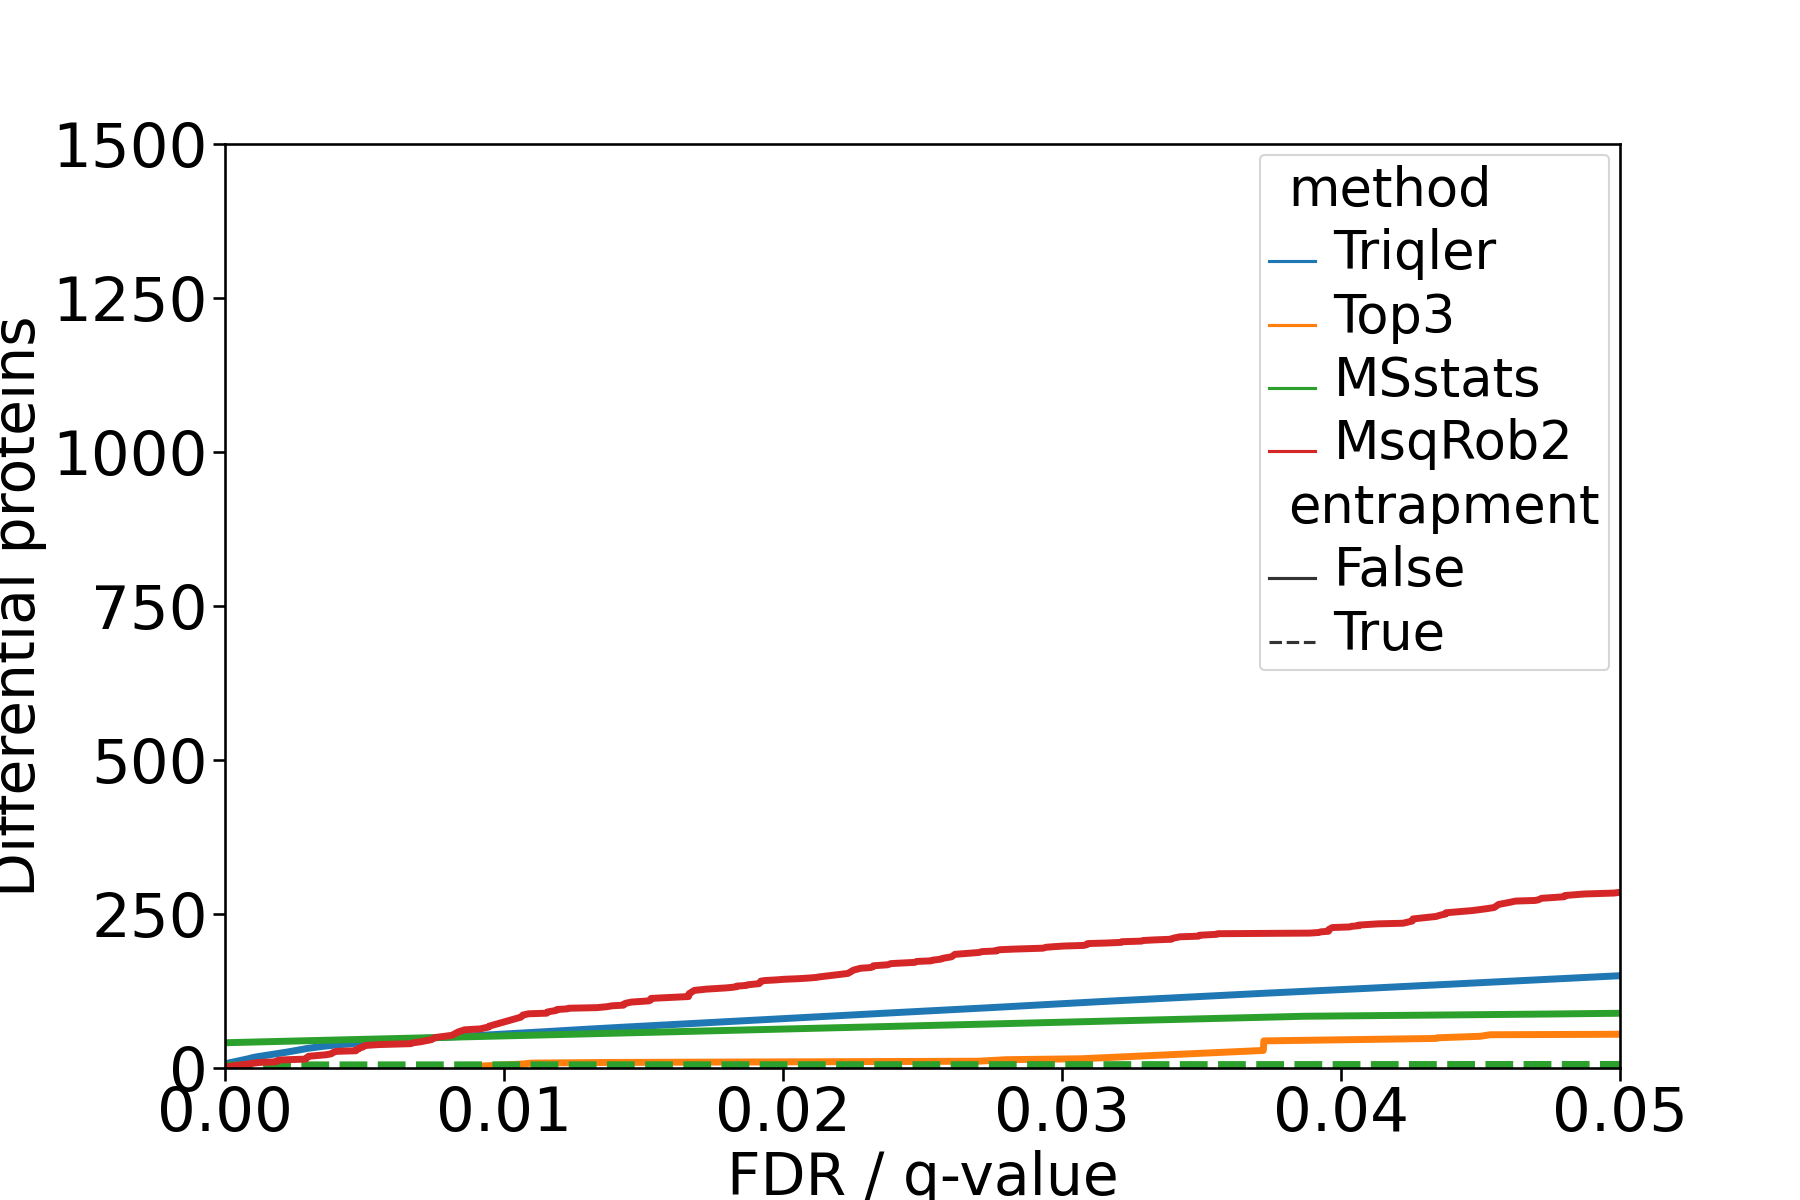 1500
1250
1000
750
500
250
0
Differential proteins
method
Triqler
Top3
MSstats
MsqRob2
entrapment
False
True
0.00 0.01 0.02 0.03 0.04 0.05
FDR / q-value